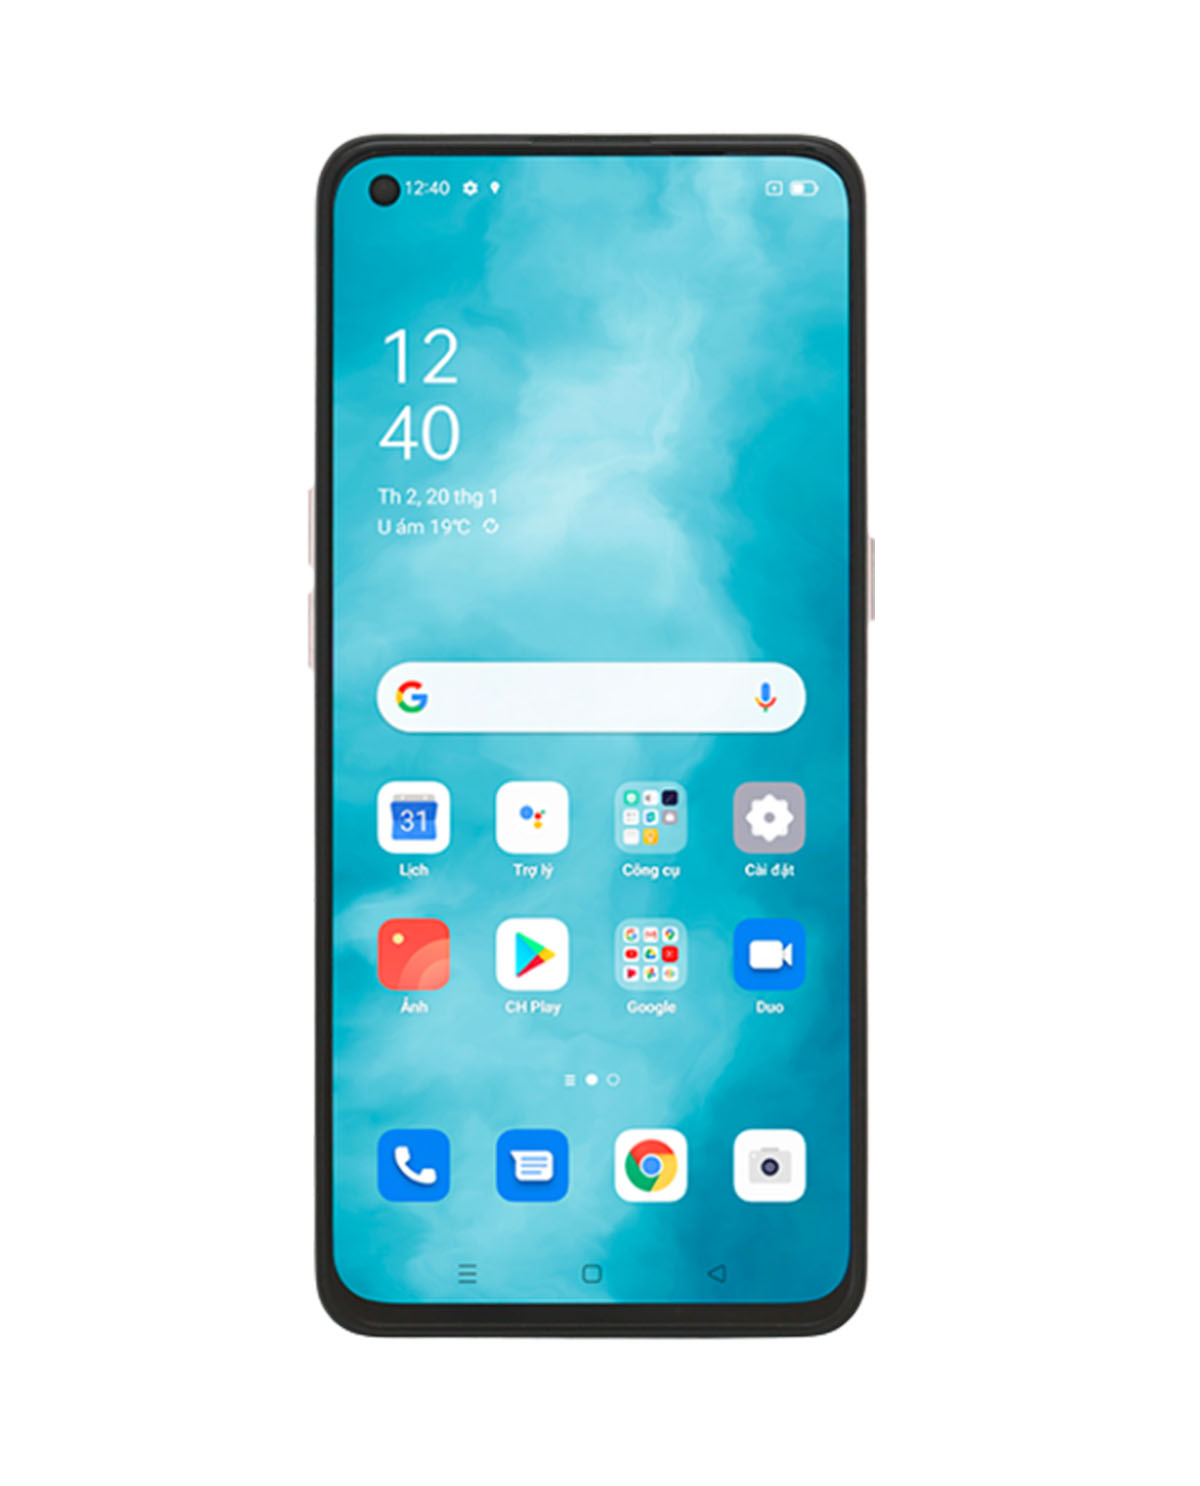 12:40
12
40
Th 2, 20 thg 1
U ám 19°C
31
Lịch
Trợ lý
Công cụ
Cài đặt
Ảnh
CH Play
Google
Duo